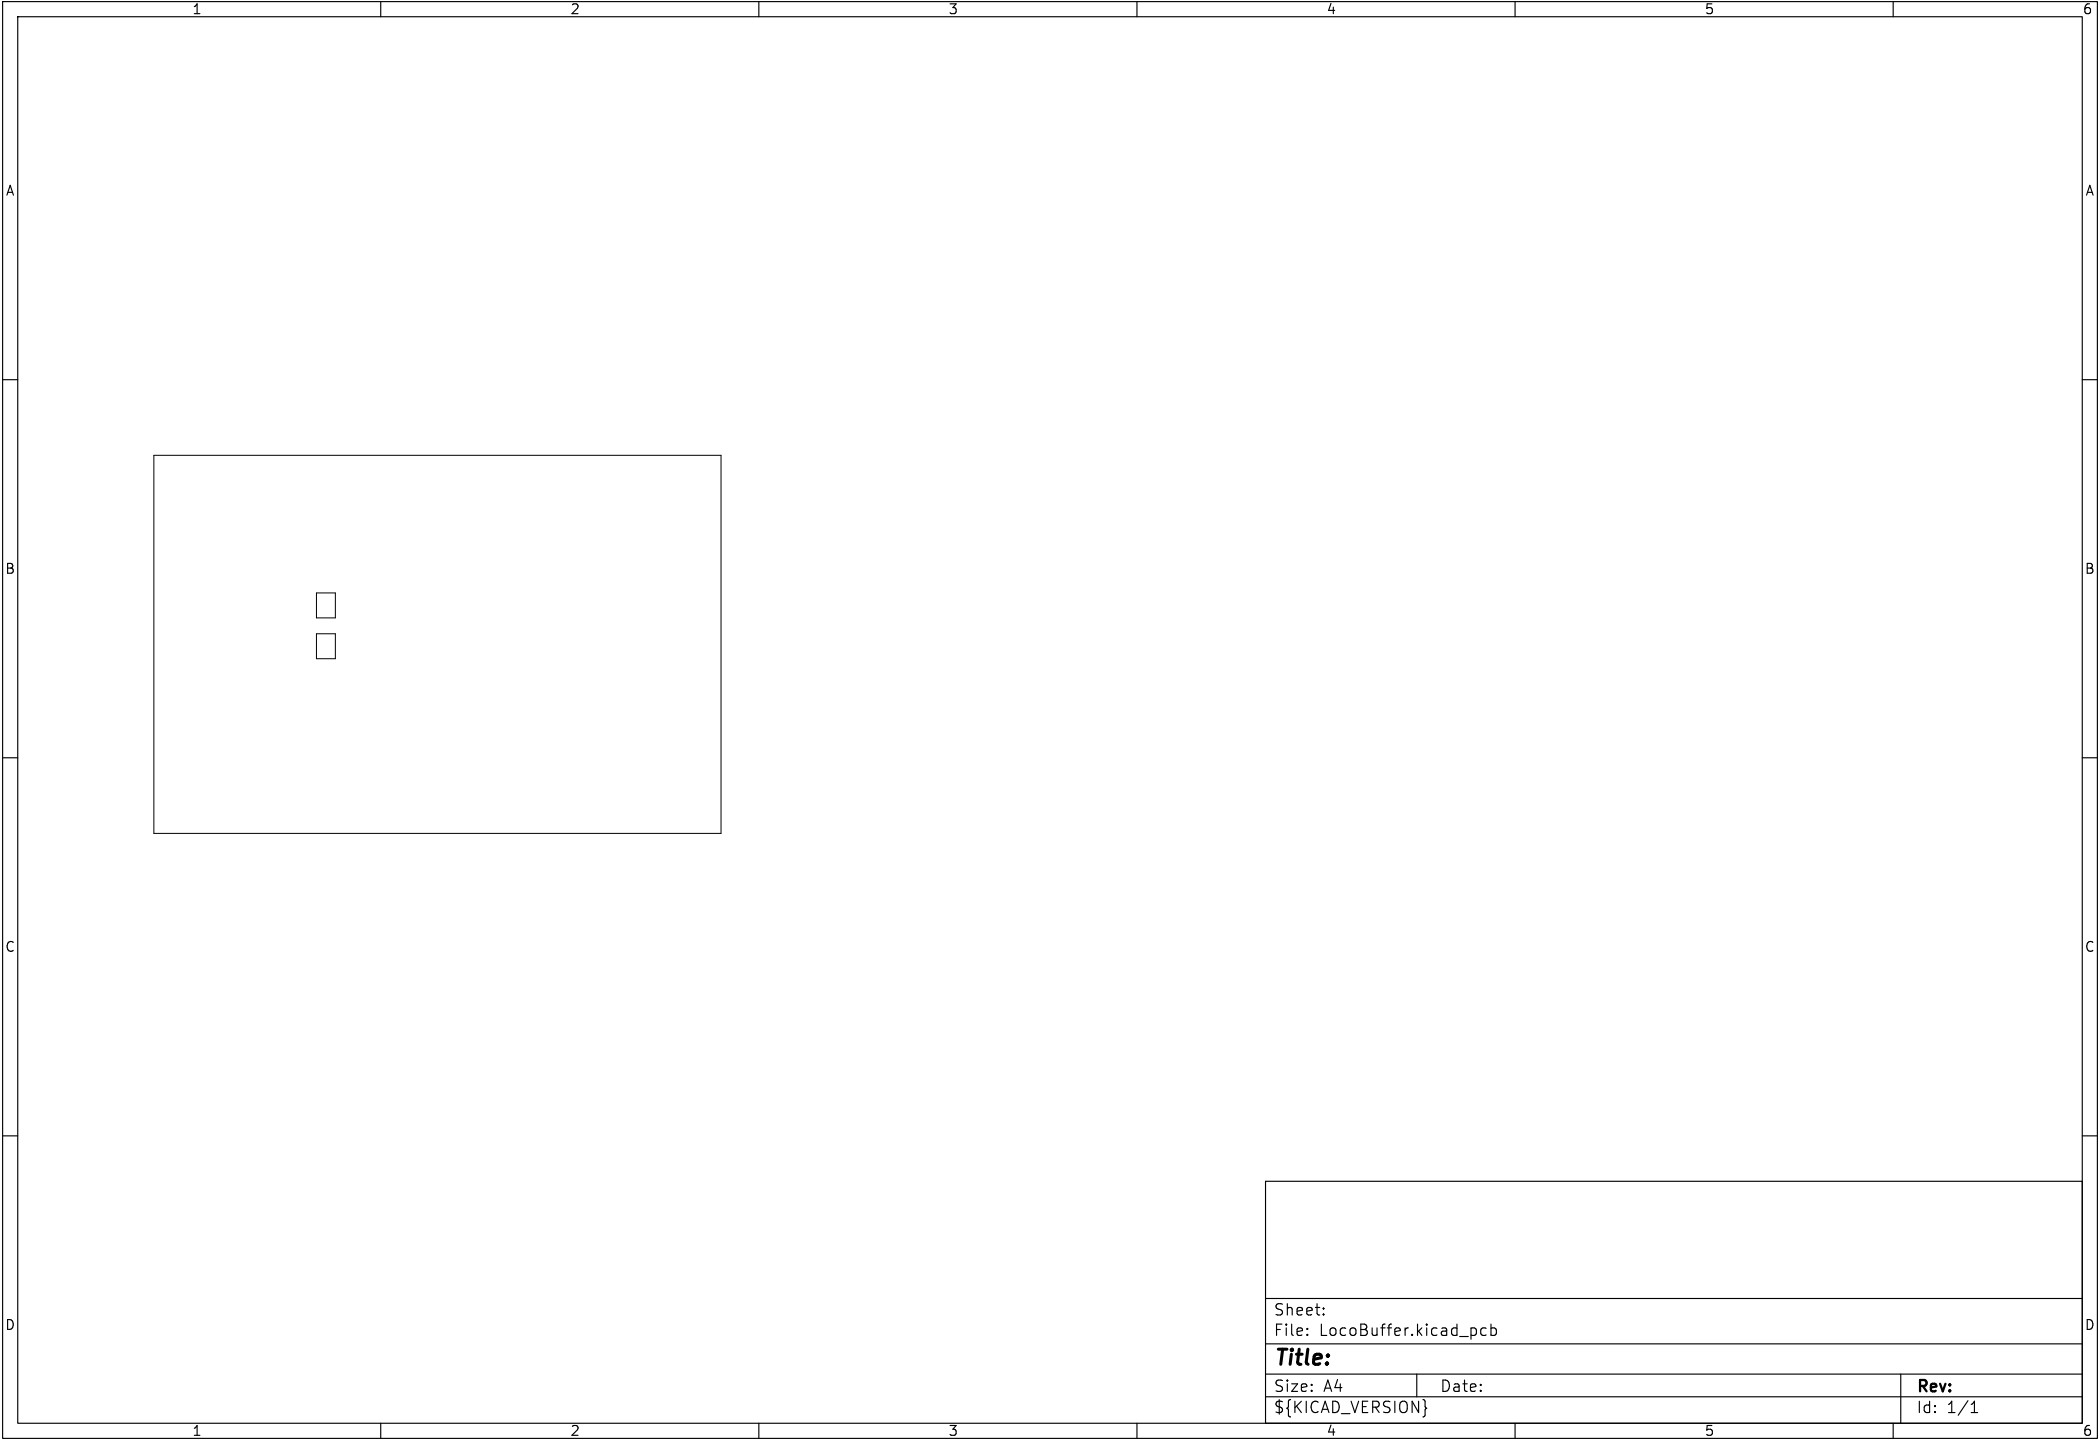 1 2 3 4 5 6
A A
B B
C C
Sheet:
D D
File: LocoBuffer.kicad_pcb
Title:
Size: A4 Date: Rev:
${KICAD_VERSION} Id: 1/1
1 2 3 4 5 6